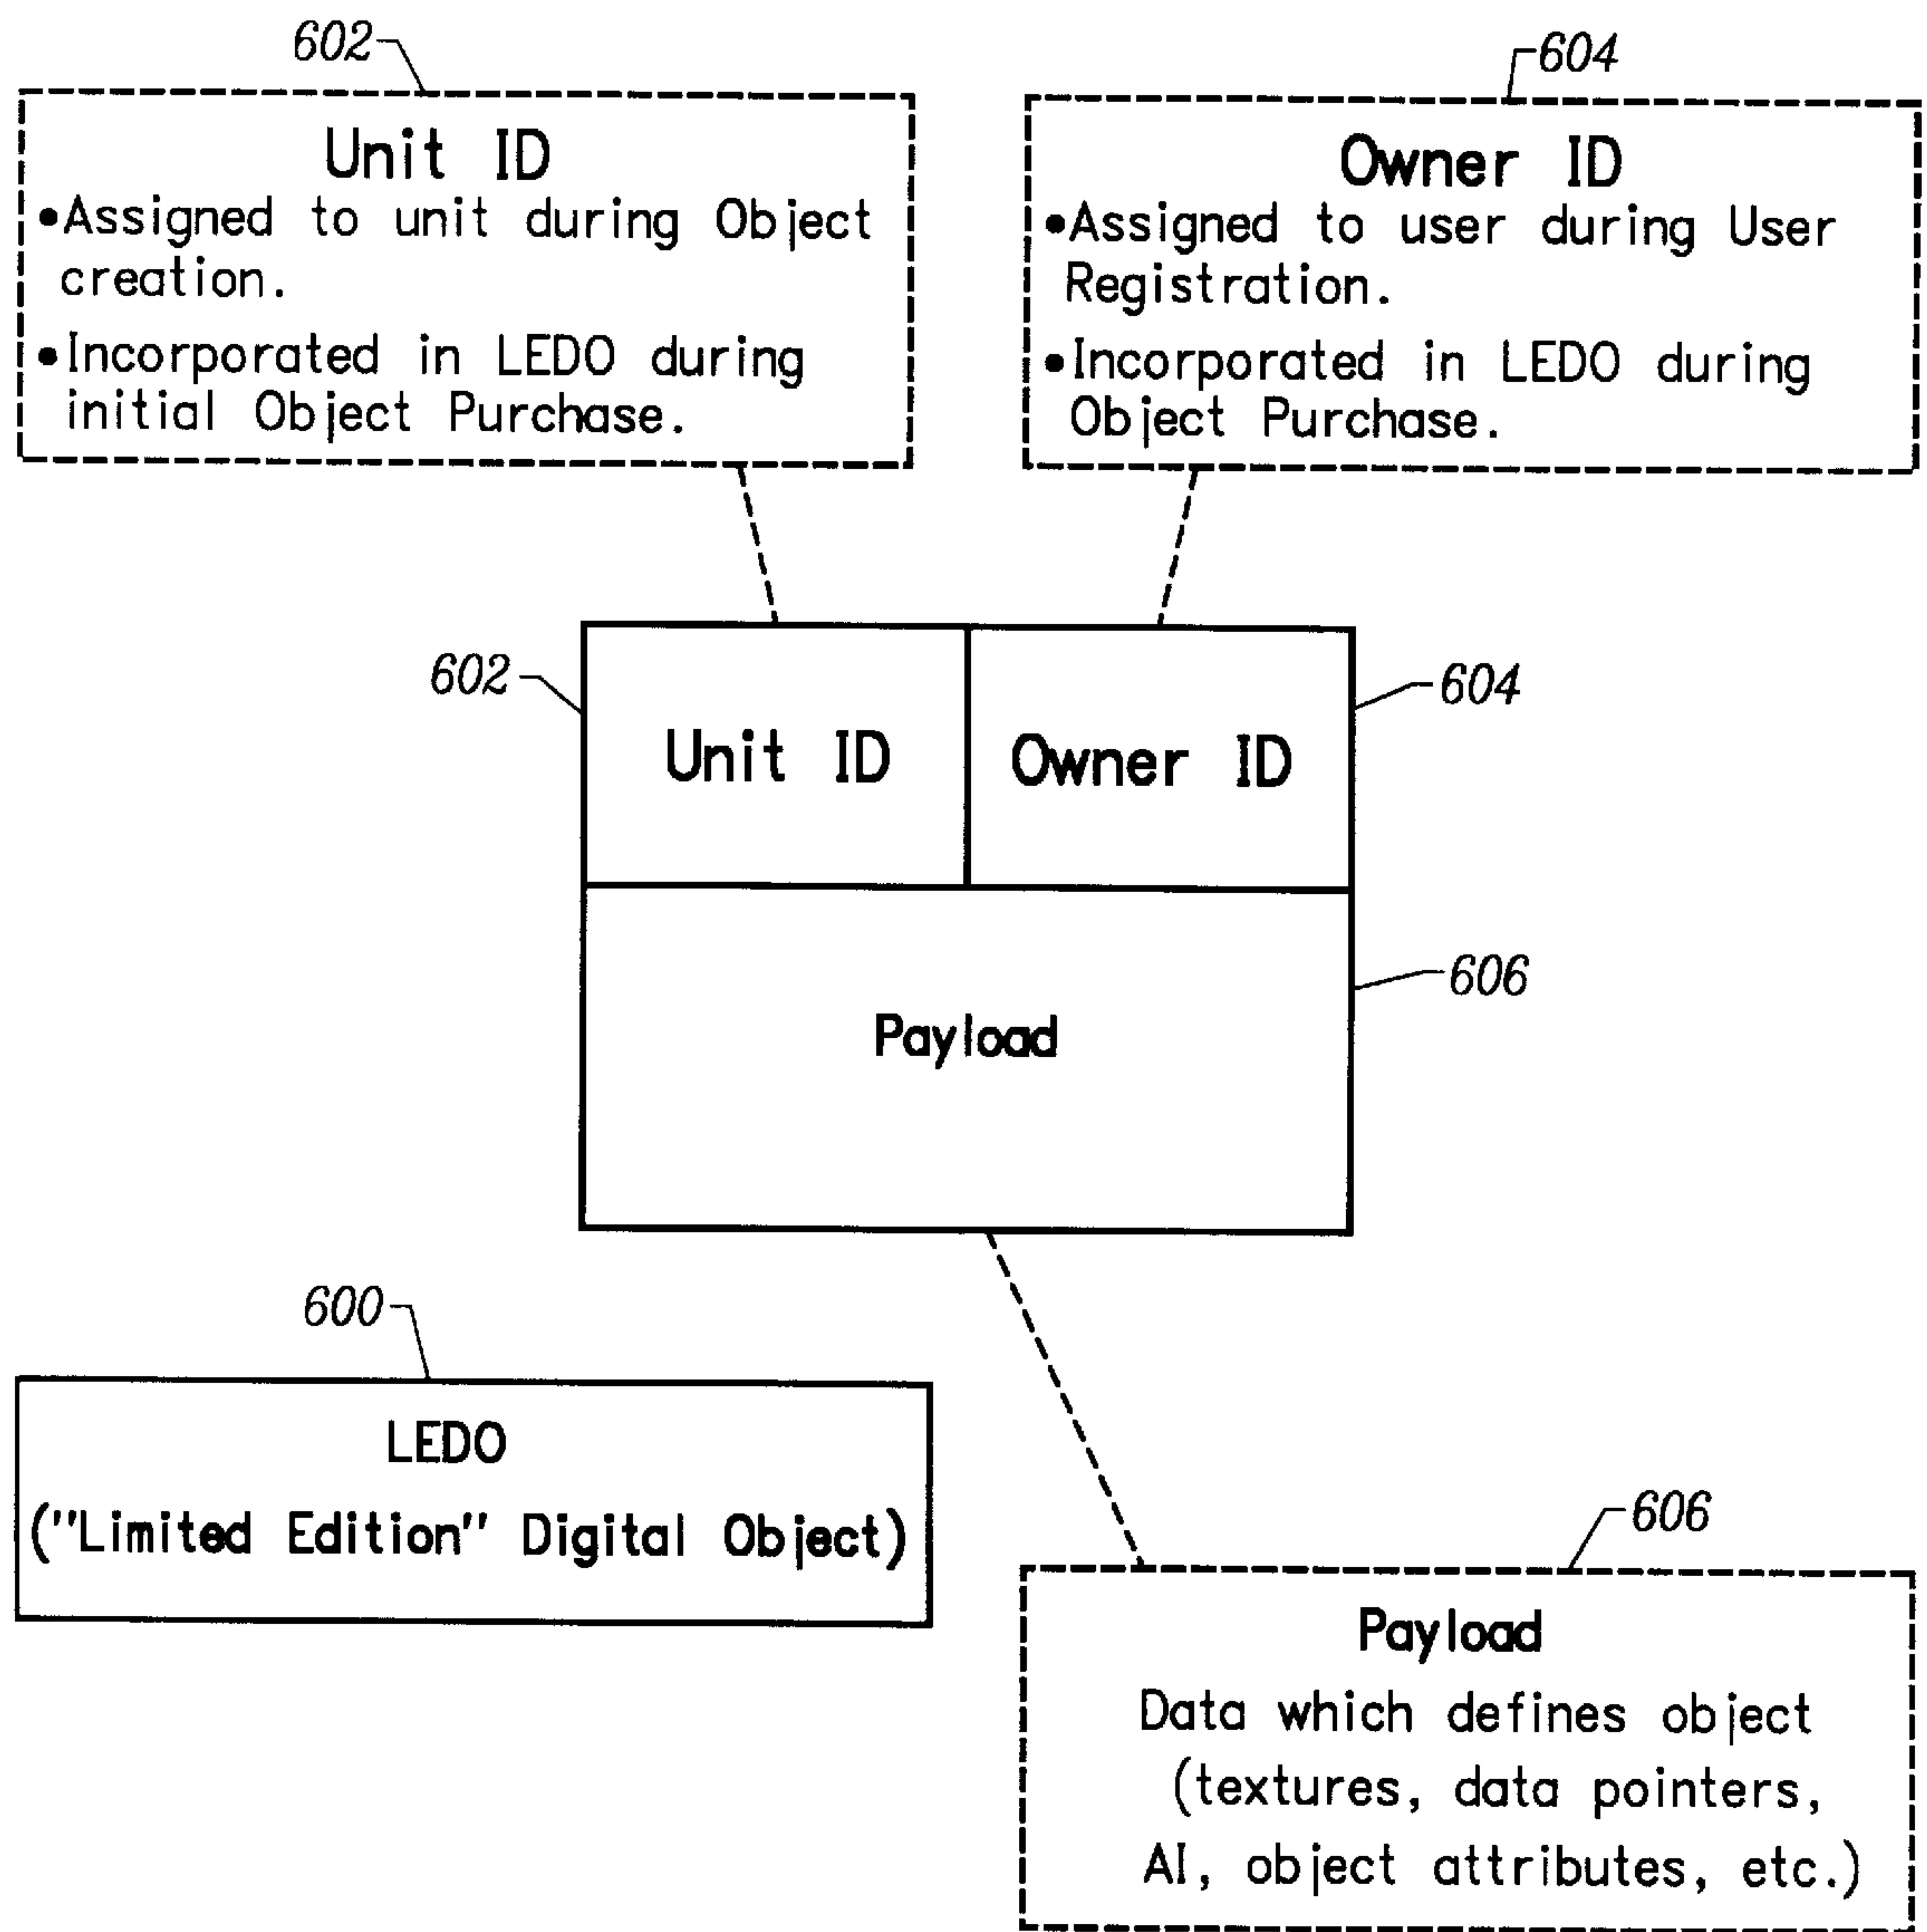 602
604
Unit ID
•Assigned to unit during Object
creation.
•Incorporated in LEDO during
initial Object Purchase.
Owner ID
•Assigned to user during User
Registration.
•Incorporated in LEDO during
Object Purchase.
602
604
Unit ID
Owner ID
606
Payload
600
LEDO
("Limited Edition" Digital Object)
606
Payload
Data which defines object
(textures, data pointers,
AI, object attributes, etc.)